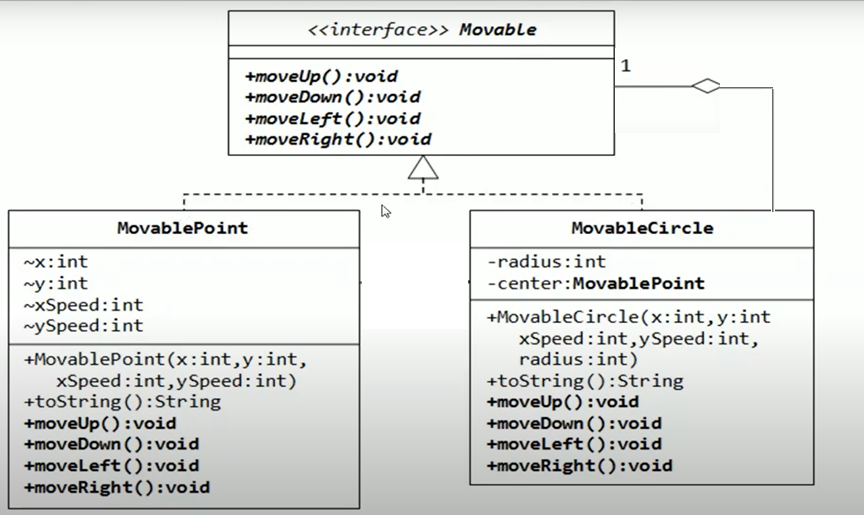 <<interface>> Movable
+moveUp():void
+moveDown():void
+moveLeft():void
+moveRight():void
1
MovablePoint
~x:int
~y:int
~xSpeed:int
~ySpeed:int
+MovablePoint(x:int,y:int,
xSpeed:int,ySpeed:int)
+toString():String
+moveUp():void
+moveDown():void
+moveLeft():void
+moveRight():void
MovableCircle
-radius:int
-center:MovablePoint
+MovableCircle(x:int,y:int
xSpeed:int,ySpeed:int,
radius:int)
+toString():String
+moveUp():void
+moveDown():void
+moveLeft():void
+moveRight():void